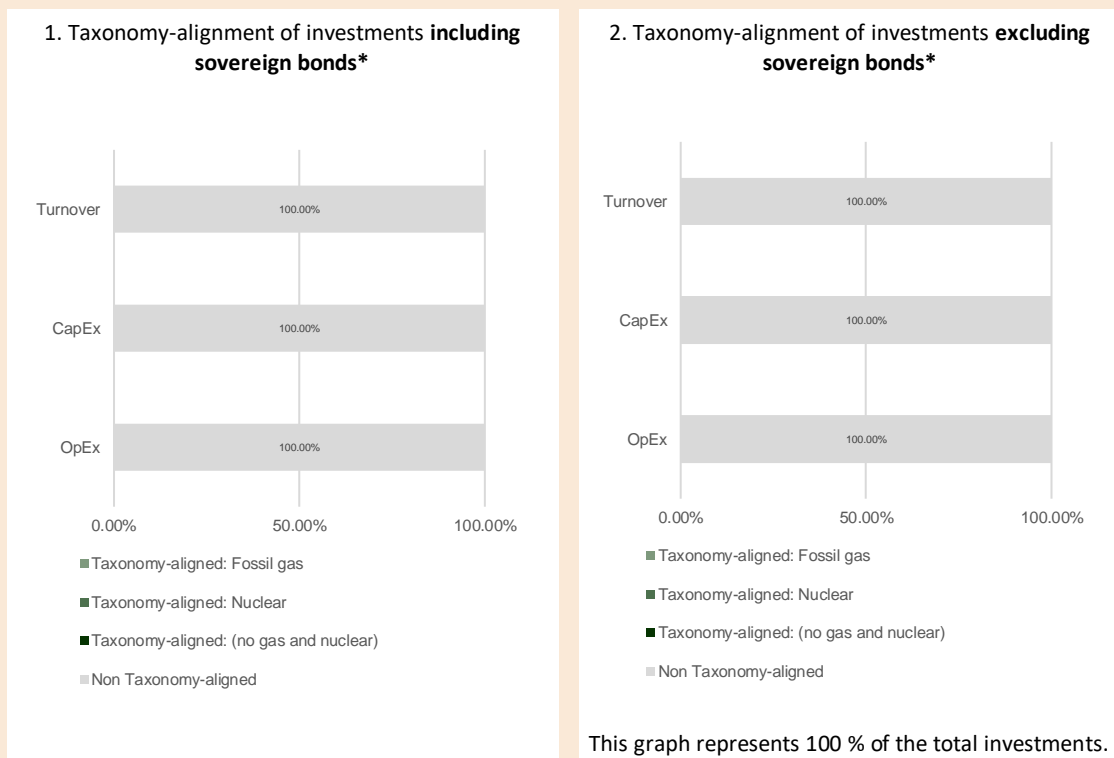 1. Taxonomy-alignment of investments including
sovereign bonds*
Turnover
100.00%
CapEx
100.00%
OpEx
100.00%
0.00%
50.00%
100.00%
Taxonomy-aligned: Fossil gas
Taxonomy-aligned: Nuclear
Taxonomy-aligned: (no gas and nuclear)
Non Taxonomy-aligned
2. Taxonomy-alignment of investments excluding
sovereign bonds*
Turnover
100.00%
CapEx
100.00%
OpEx
100.00%
0.00%
50.00%
100.00%
Taxonomy-aligned: Fossil gas
Taxonomy-aligned: Nuclear
Taxonomy-aligned: (no gas and nuclear)
Non Taxonomy-aligned
This graph represents 100 % of the total investments.